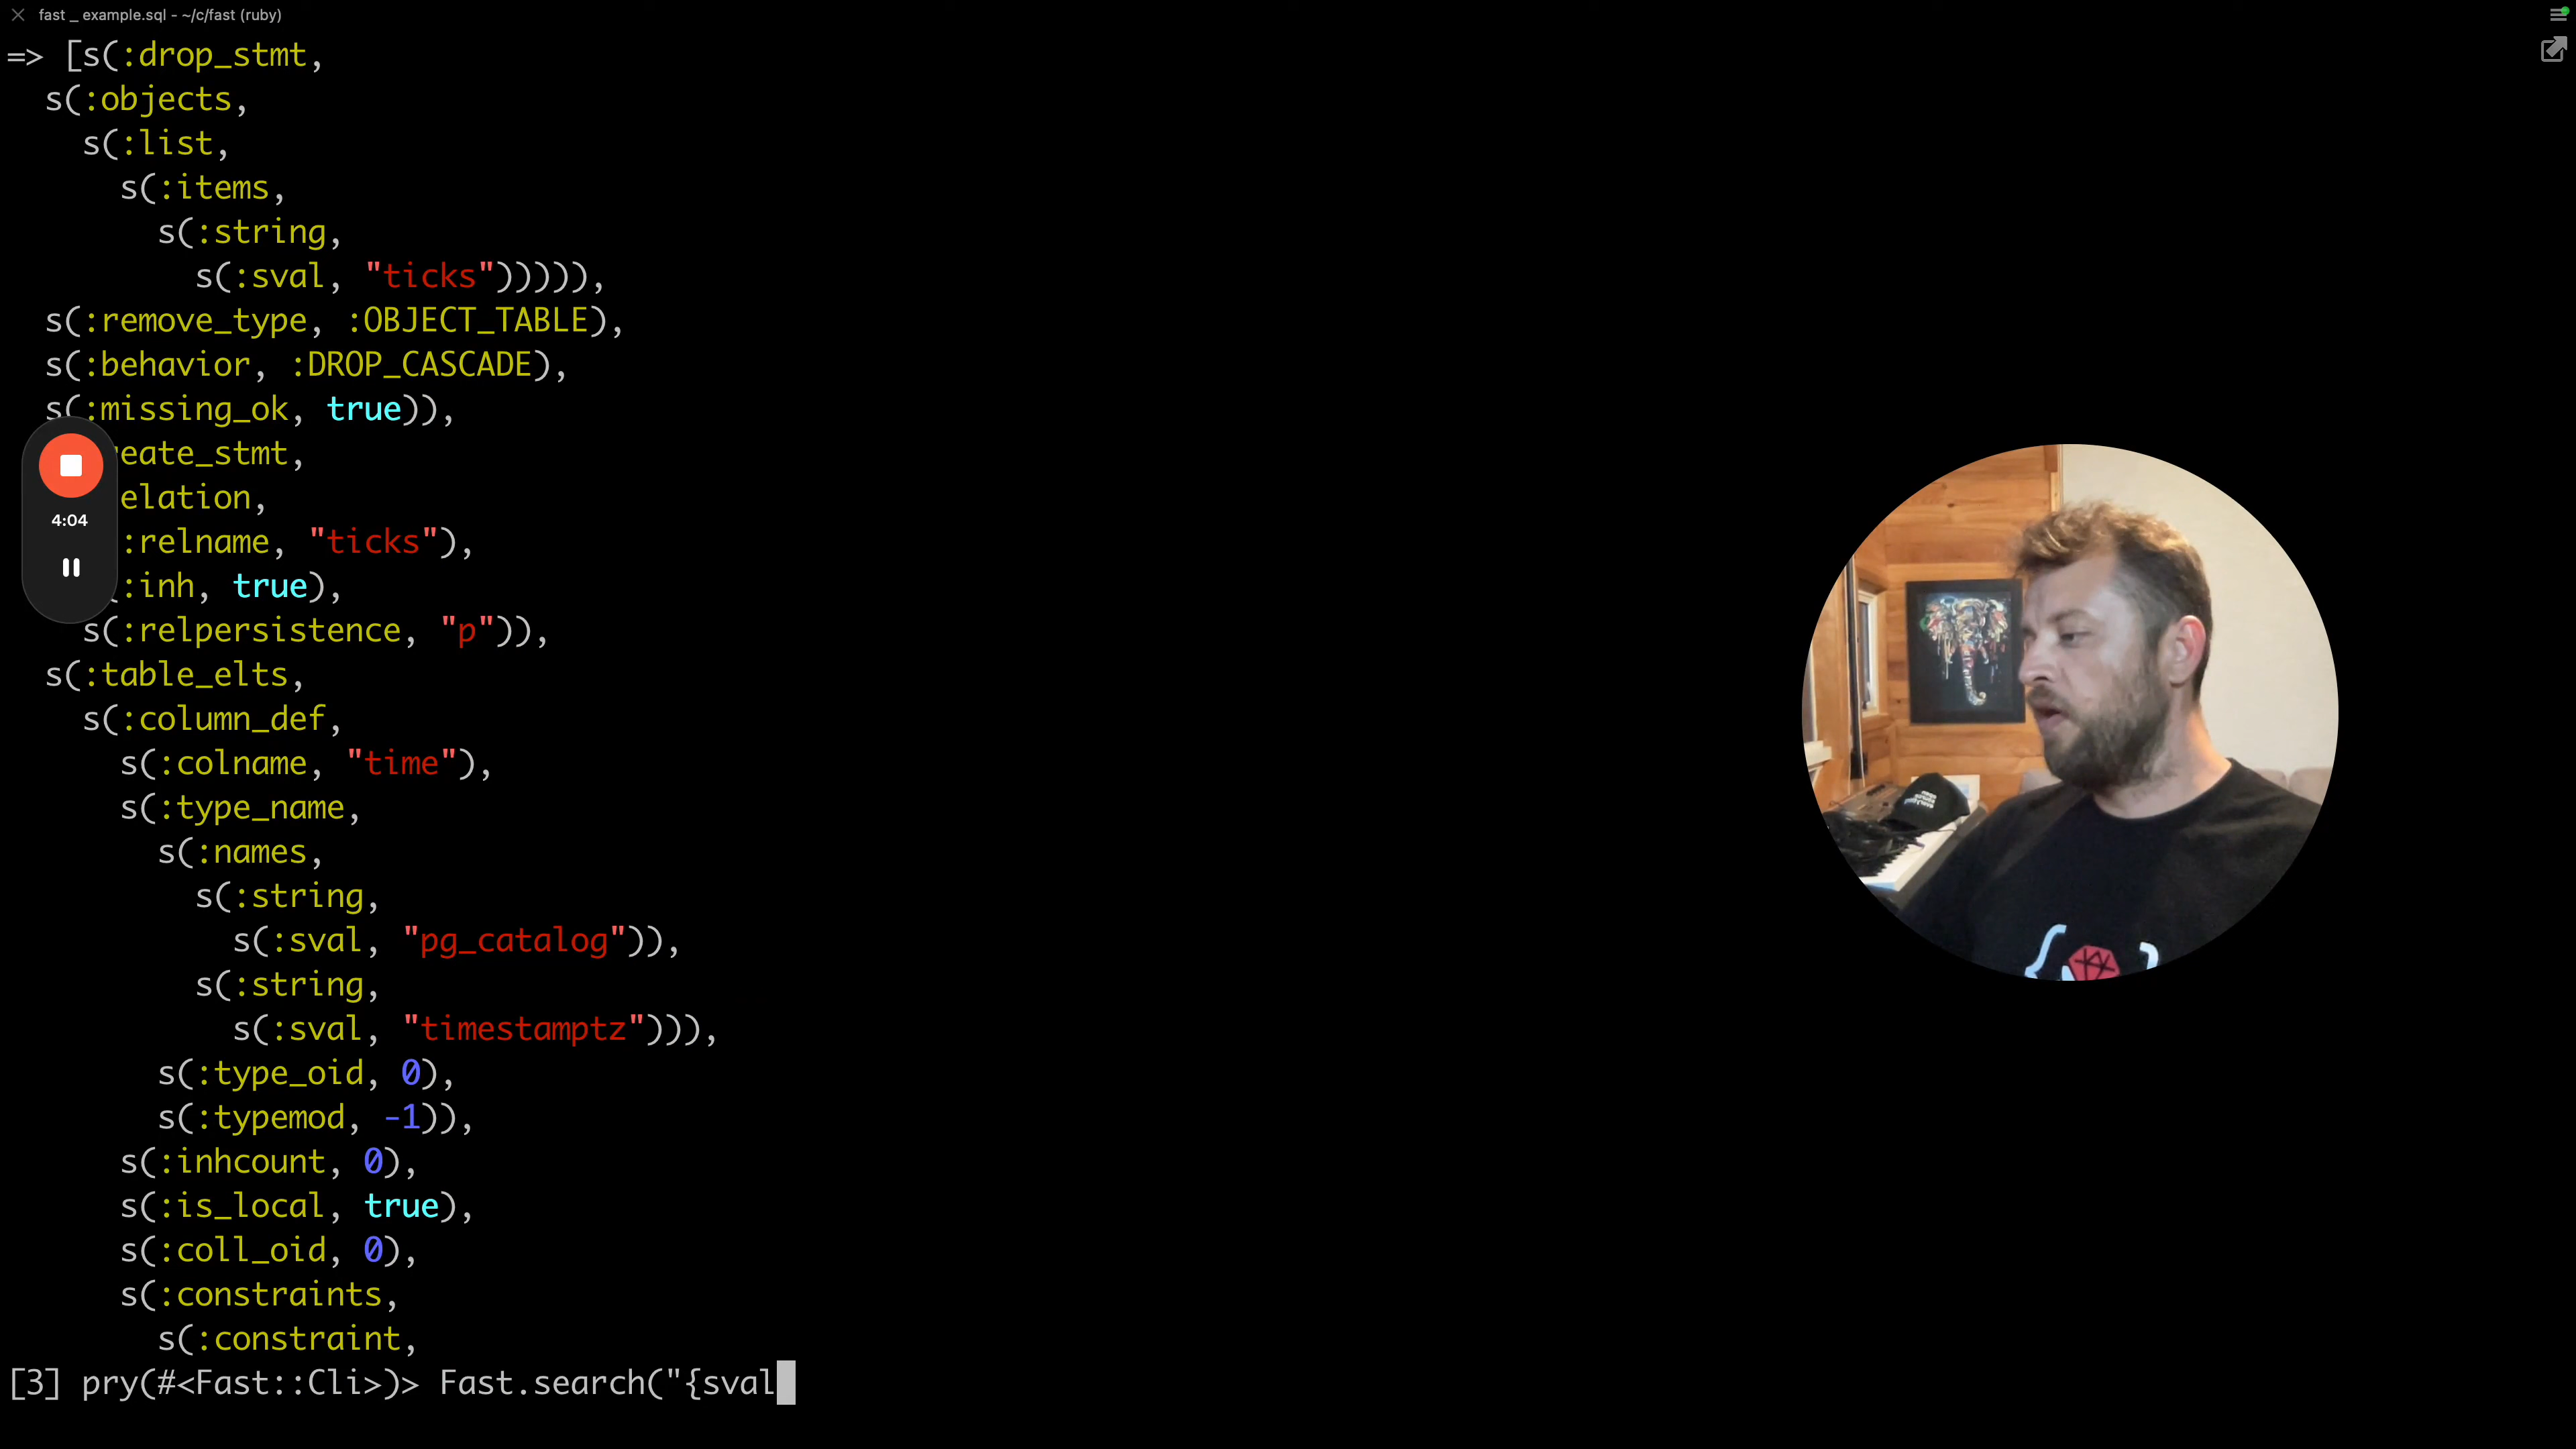 fast _ example.sql - ~/c/fast (ruby)
=> [s(:drop_stmt,
s(:objects,
s(:list,
s(:items,
s(:string,
s(:sval, "ticks"))))),
s(:remove_type, :OBJECT_TABLE),
s(:behavior, :DROP_CASCADE),
s(:missing_ok, true)),
eate_stmt,
elation,
:relname, "ticks"),
:inh, true),
s(:relpersistence, "p")),
s(:table_elts,
s(:column_def,
s(:colname, "time"),
s(:type_name,
s(:names,
s(:string,
s(:sval, "pg_catalog")),
s(:string,
s(:sval, "timestamptz"))),
s(:type_oid, 0),
s(:typemod, -1)),
s(:inhcount, 0),
s(:is_local, true),
s(:coll_oid, 0),
s(:constraints,
s(:constraint,
[3] pry(#<Fast::Cli>)> Fast.search("{sval
4:04